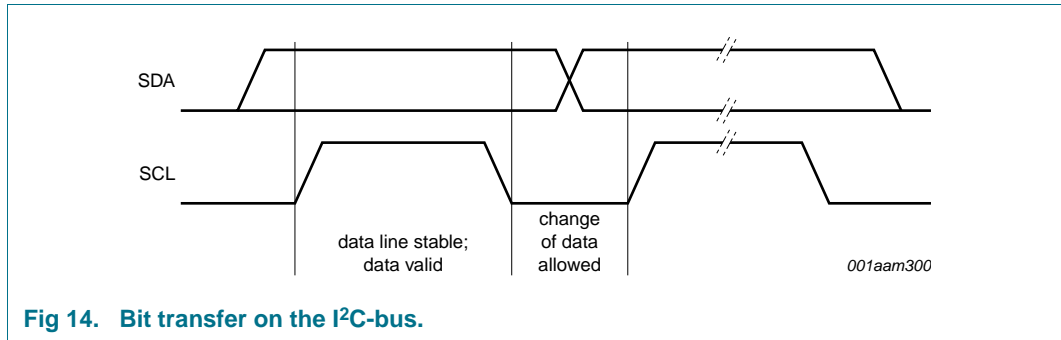 SDA
SCL
data line stable;
data valid
change
of data
allowed
001aam300
Fig 14. Bit transfer on the I²C-bus.